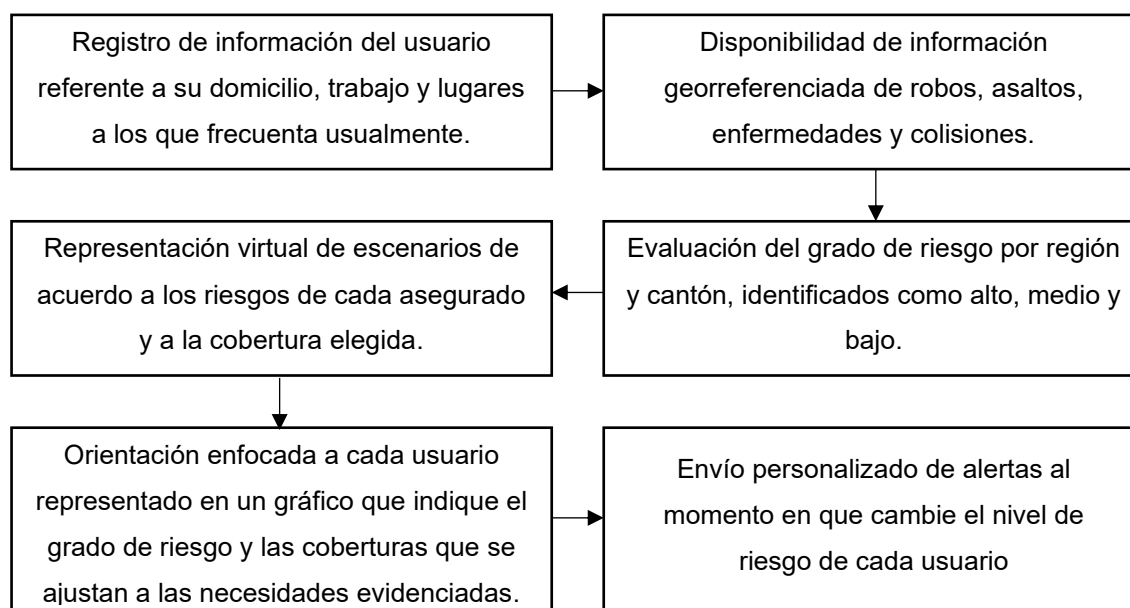 Registro de información del usuario
referente a su domicilio, trabajo y lugares
a los que frecuenta usualmente.
Disponibilidad de información
georreferenciada de robos, asaltos,
enfermedades y colisiones.
Evaluación del grado de riesgo por región
y cantón, identificados como alto, medio y
bajo.
Representación virtual de escenarios de
acuerdo a los riesgos de cada asegurado
y a la cobertura elegida.
Orientación enfocada a cada usuario
representado en un gráfico que indique el
grado de riesgo y las coberturas que se
ajustan a las necesidades evidenciadas.
Envío personalizado de alertas al
momento en que cambie el nivel de
riesgo de cada usuario